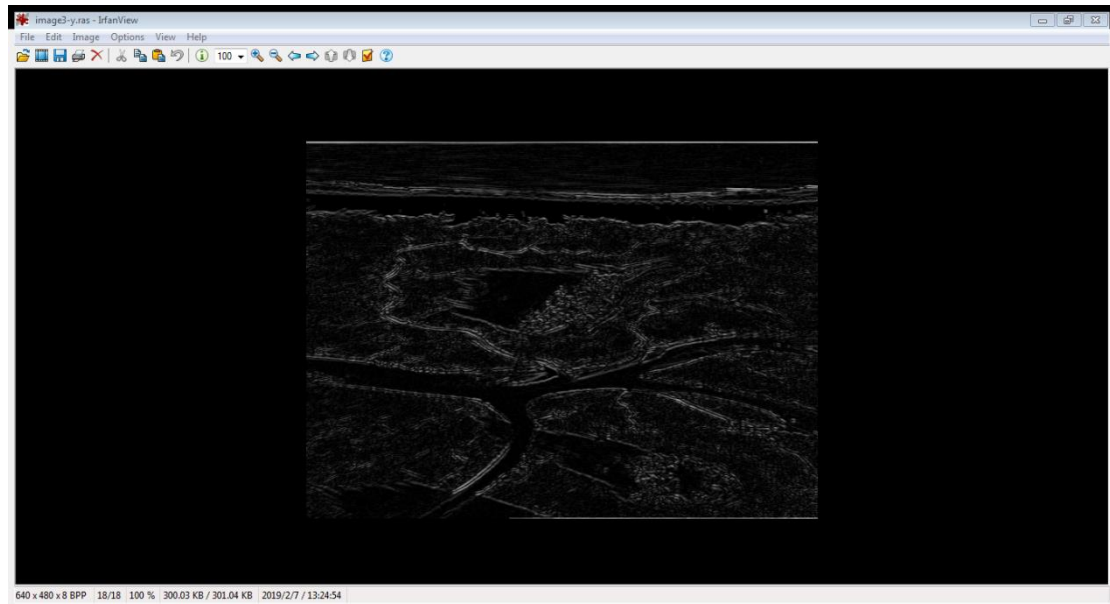 image3-y.ras - IrfanView
File Edit Image Options View Help
100
640 x 480 x 8 BPP 18/18 100 % 300.03 KB / 301.04 KB 2019/2/7 / 13:24:54